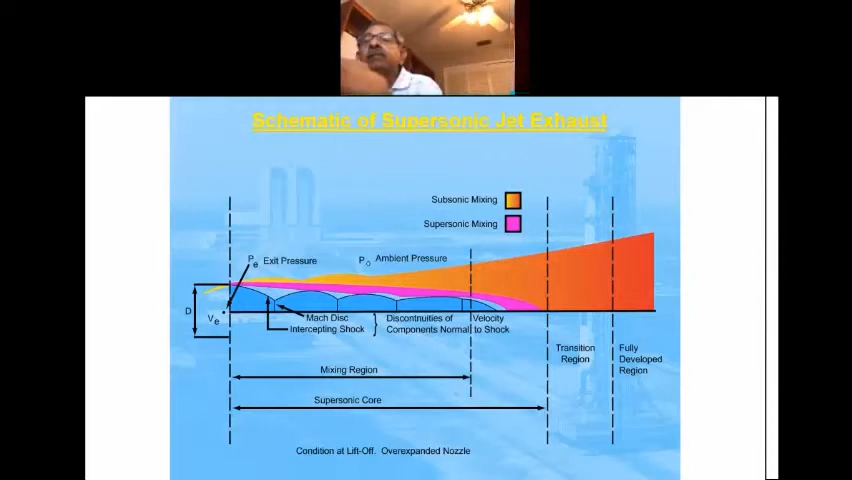 Schematic of Supersonic Jet Exhaust
Subsonic Mixing
Supersonic Mixing
Pe Exit Pressure
Po Ambient Pressure
D
Ve
Mach Disc
Intercepting Shock
Discontnuities of Velocity
Components Normal to Shock
Transition
Region
Fully
Developed
Region
Mixing Region
Supersonic Core
Condition at Lift-Off. Overexpanded Nozzle